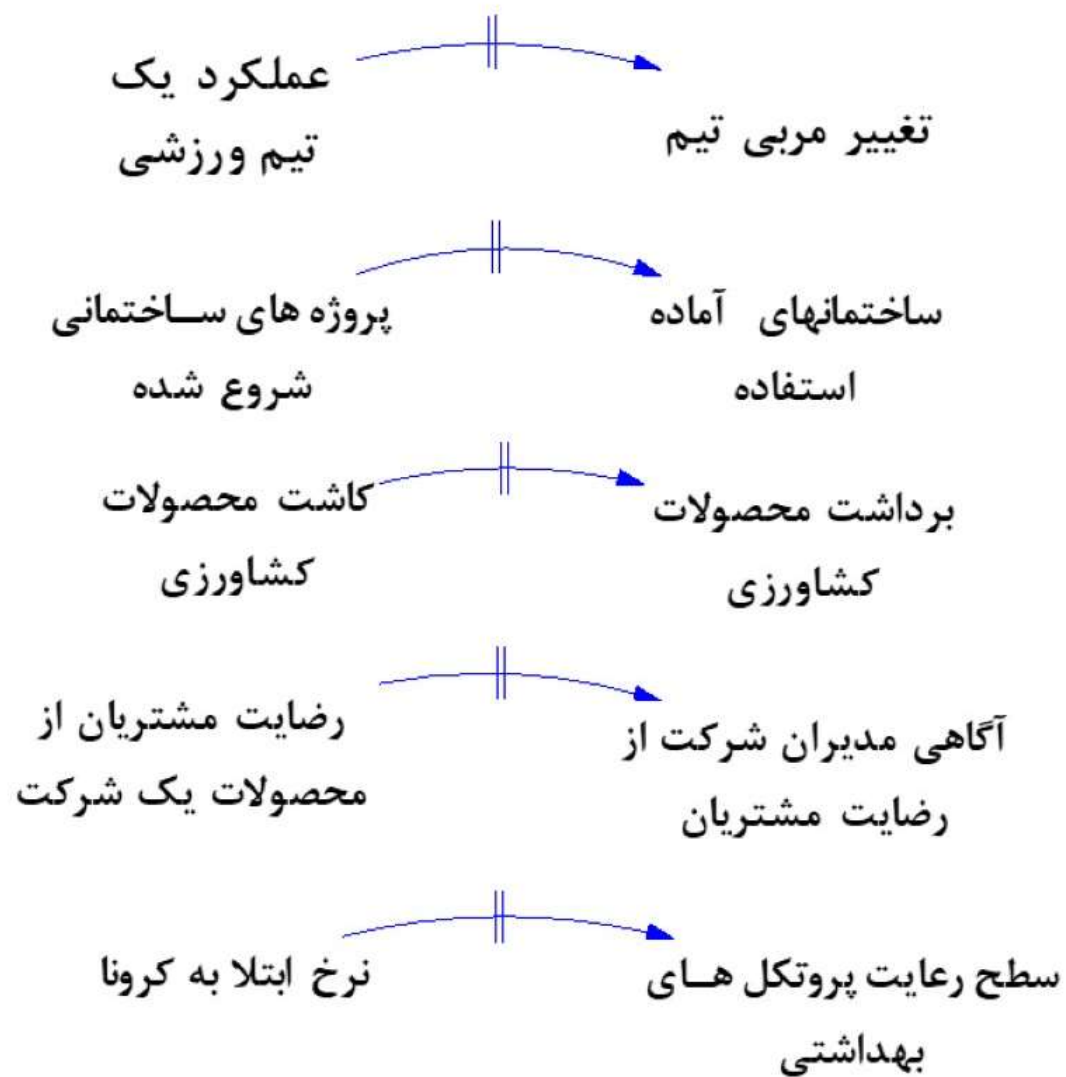 عملکرد یک
تیم ورزشی
تغییر مربی تیم
پروژه های ســاختمانی
شروع شده
ساختمانهای آماده
استفاده
کاشت محصولات
کشاورزی
برداشت محصولات
کشاورزی
رضایت مشتریان از
محصولات یک شرکت
آگاهی مدیران شرکت از
رضایت مشتریان
نرخ ابتلا به کرونا
سطح رعایت پروتکل هــای
بهداشتی